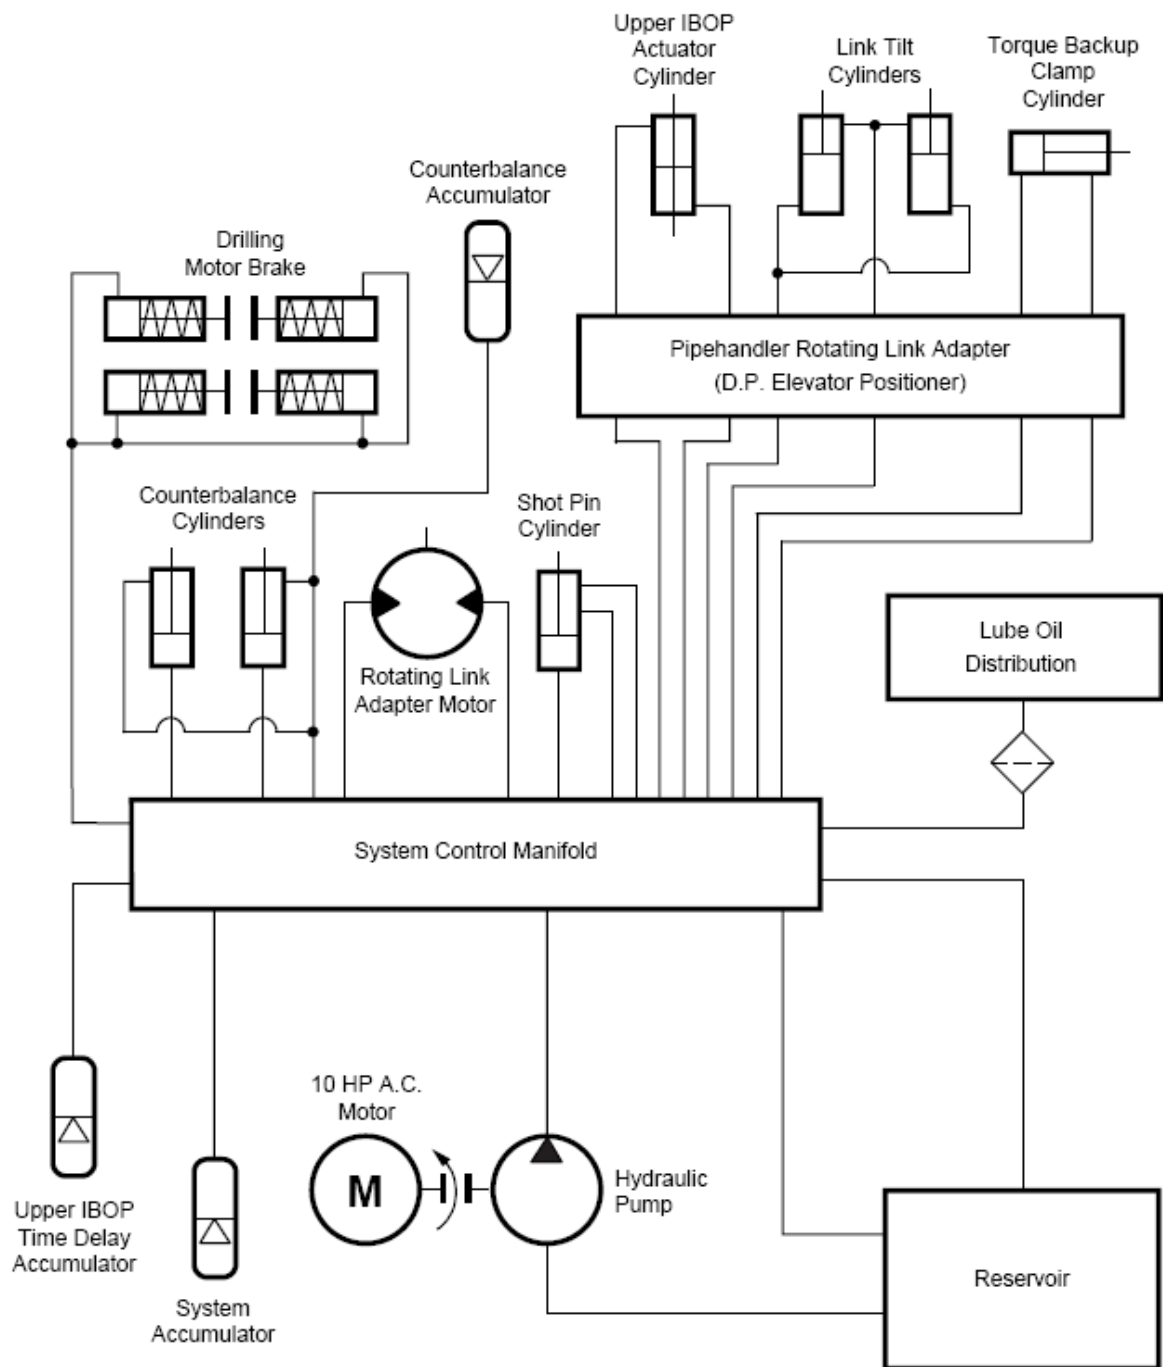 Upper IBOP
Actuator
Cylinder
Link Tilt
Cylinders
Torque Backup
Clamp
Cylinder
Counterbalance
Accumulator
Drilling
Motor Brake
Pipehandler Rotating Link Adapter
(D.P. Elevator Positioner)
Counterbalance
Cylinders
Shot Pin
Cylinder
Rotating Link
Adapter Motor
Lube Oil
Distribution
System Control Manifold
10 HP A.C.
Motor
M
Hydraulic
Pump
Upper IBOP
Time Delay
Accumulator
System
Accumulator
Reservoir